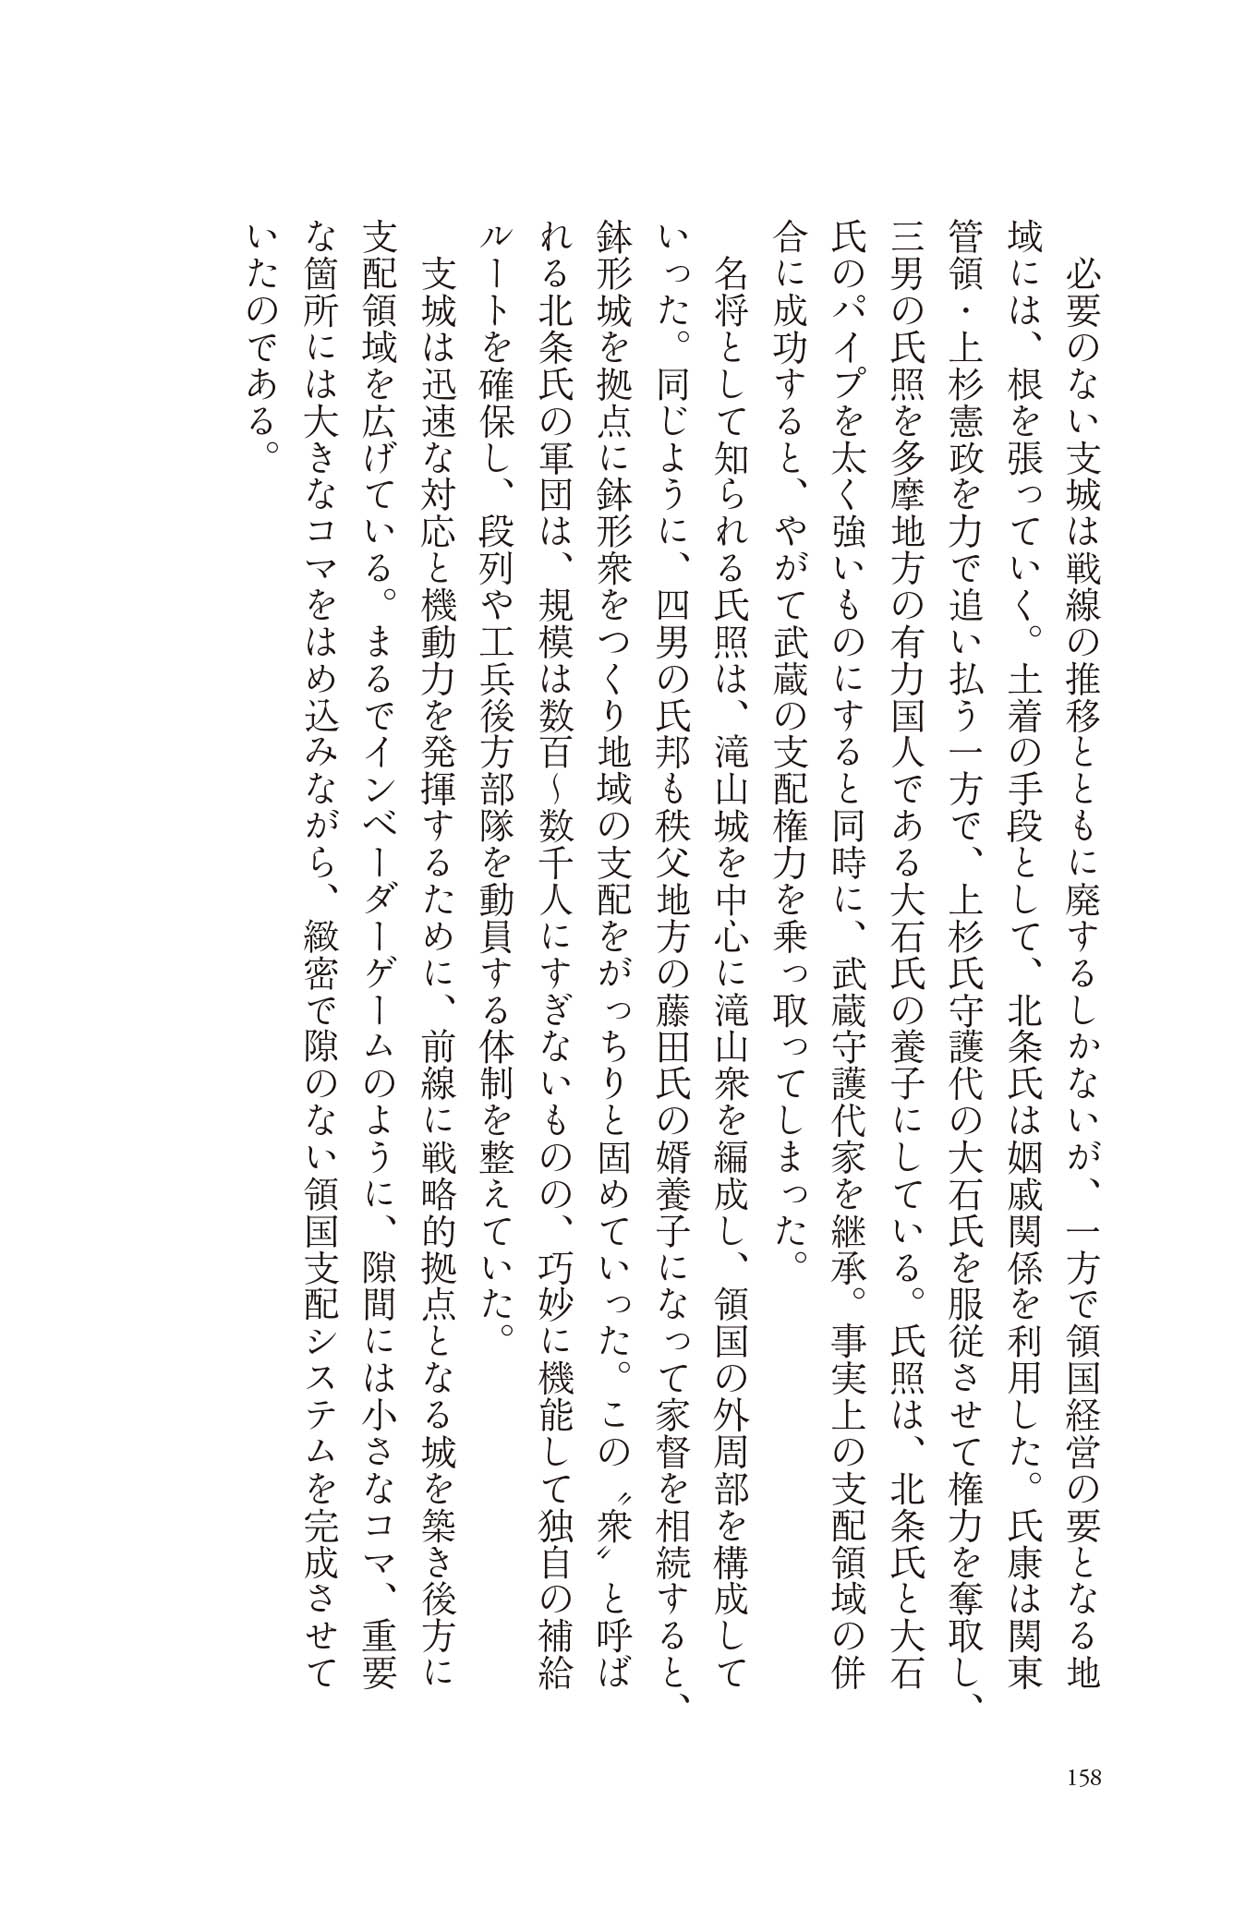 必要のない支城は戦線の推移とともに廃するしかないが、一方で領国経営の要となる地
域には、根を張っていく。土着の手段として、北条氏は姻戚関係を利用した。氏康は関東
管領・上杉憲政を力で追い払う一方で、上杉氏守護代の大石氏を服従させて権力を奪取し、
三男の氏照を多摩地方の有力国人である大石氏の養子にしている。氏照は、北条氏と大石
氏のパイプを太く強いものにすると同時に、武蔵守護代家を継承。事実上の支配領域の併
合に成功すると、やがて武蔵の支配権力を乗っ取ってしまった。
名将として知られる氏照は、滝山城を中心に滝山衆を編成し、領国の外周部を構成して
いった。同じように、四男の氏邦も秩父地方の藤田氏の婿養子になって家督を相続すると、
鉢形城を拠点に鉢形衆をつくり地域の支配をがっちりと固めていった。この〝衆〟と呼ば
れる北条氏の軍団は、規模は数百〜数千人にすぎないものの、巧妙に機能して独自の補給
ルートを確保し、段列や工兵後方部隊を動員する体制を整えていた。
支城は迅速な対応と機動力を発揮するために、前線に戦略的拠点となる城を築き後方に
支配領域を広げている。まるでインベーダーゲームのように、隙間には小さなコマ、重要
な箇所には大きなコマをはめ込みながら、緻密で隙のない領国支配システムを完成させて
いたのである。
158